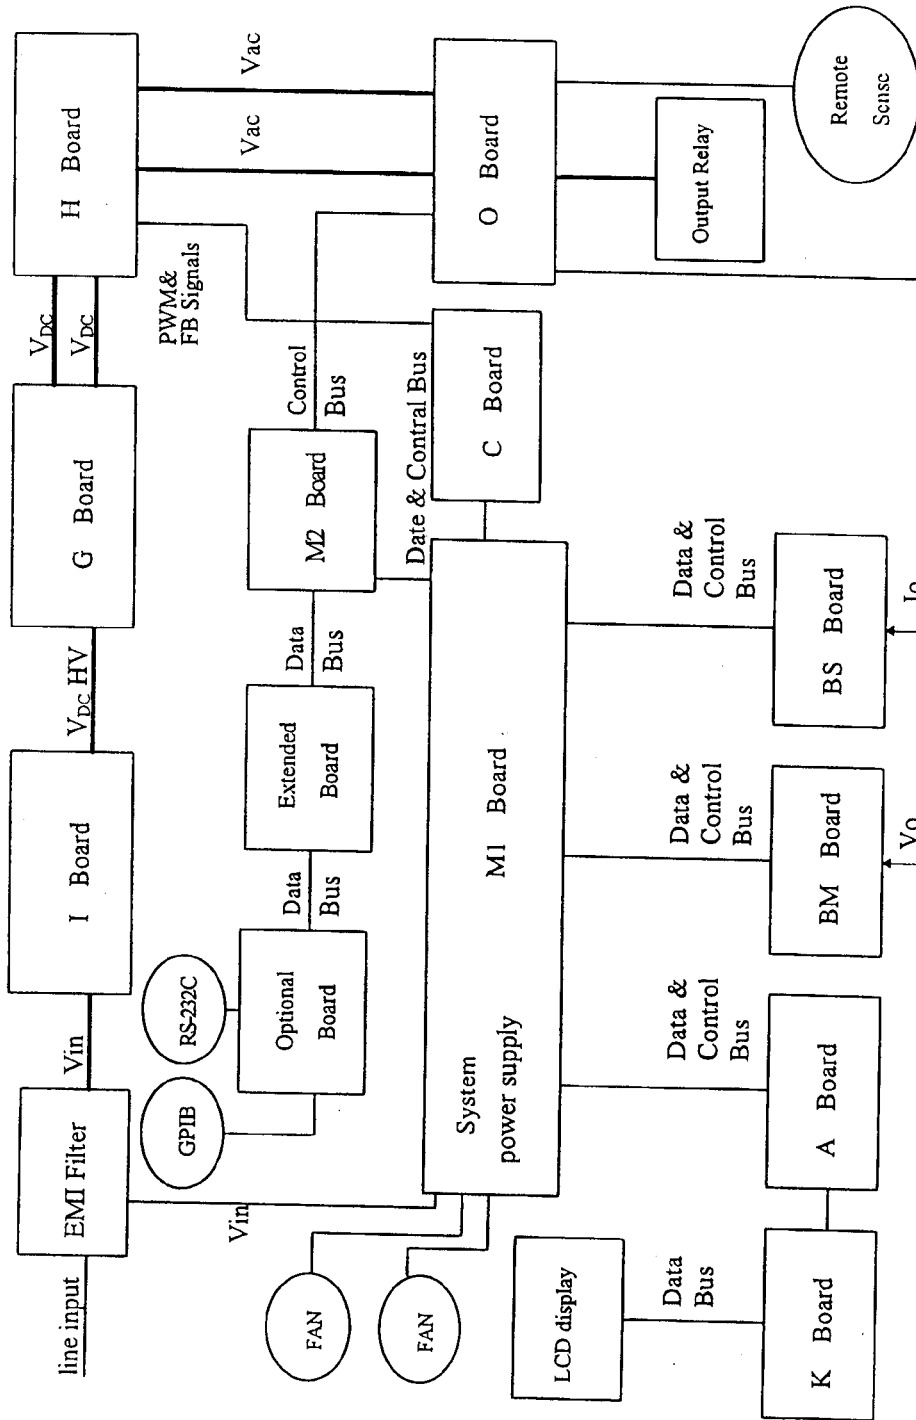 line input
EMI Filter
Vin
I Board
VDC HV
G Board
VDC
VDC
H Board
Vac
Vac
PWM&
FB Signals
Vin
GPIB
RS-232C
Optional
Board
Data
Bus
Extended
Board
Data
Bus
M2 Board
Control
Bus
Date & Contral Bus
FAN
FAN
System
power supply
M1 Board
C Board
O Board
Output Relay
Remote
Sense
LCD display
Data
Bus
K Board
A Board
Data &
Control
Bus
BM Board
Data &
Control
Bus
Vo
BS Board
Data &
Control
Bus
Io